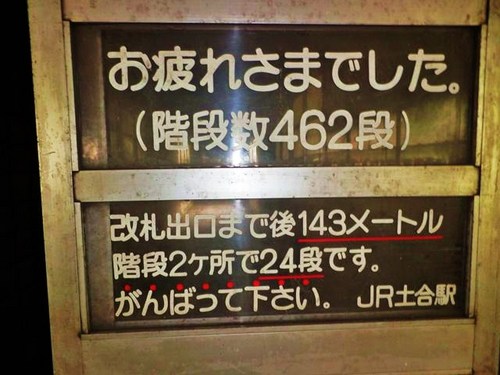 お疲れさまでした。
（階段数462段）
改札出口まで後143メートル
階段2ケ所で24段です。
がんばって下さい。 JR土合駅